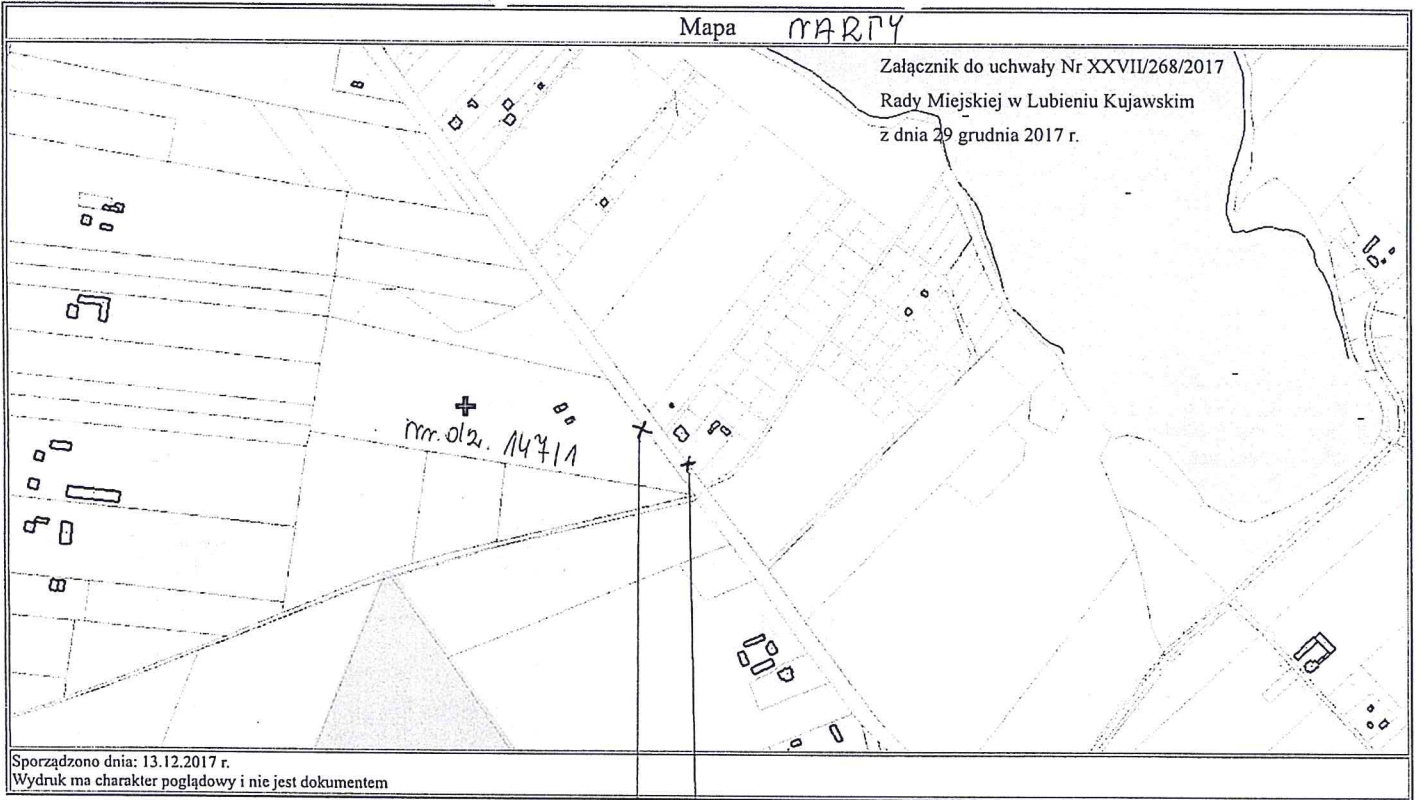 Mapa NARTY
Załącznik do uchwały Nr XXVII/268/2017
Rady Miejskiej w Lubieniu Kujawskim
z dnia 29 grudnia 2017 r.
nr. dz. 147/1
Sporządzono dnia: 13.12.2017 r.
Wydruk ma charakter poglądowy i nie jest dokumentem